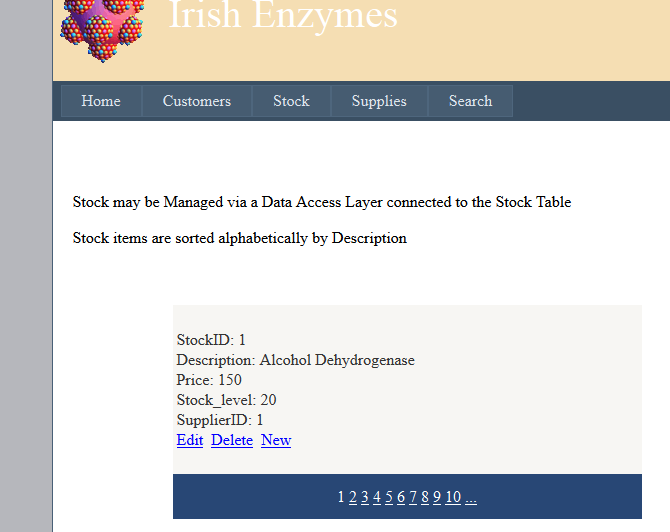 Irish Enzymes
Home Customers Stock Supplies Search
Stock may be Managed via a Data Access Layer connected to the Stock Table
Stock items are sorted alphabetically by Description
StockID: 1
Description: Alcohol Dehydrogenase
Price: 150
Stock_level: 20
SupplierID: 1
Edit Delete New
1 2 3 4 5 6 7 8 9 10 ...